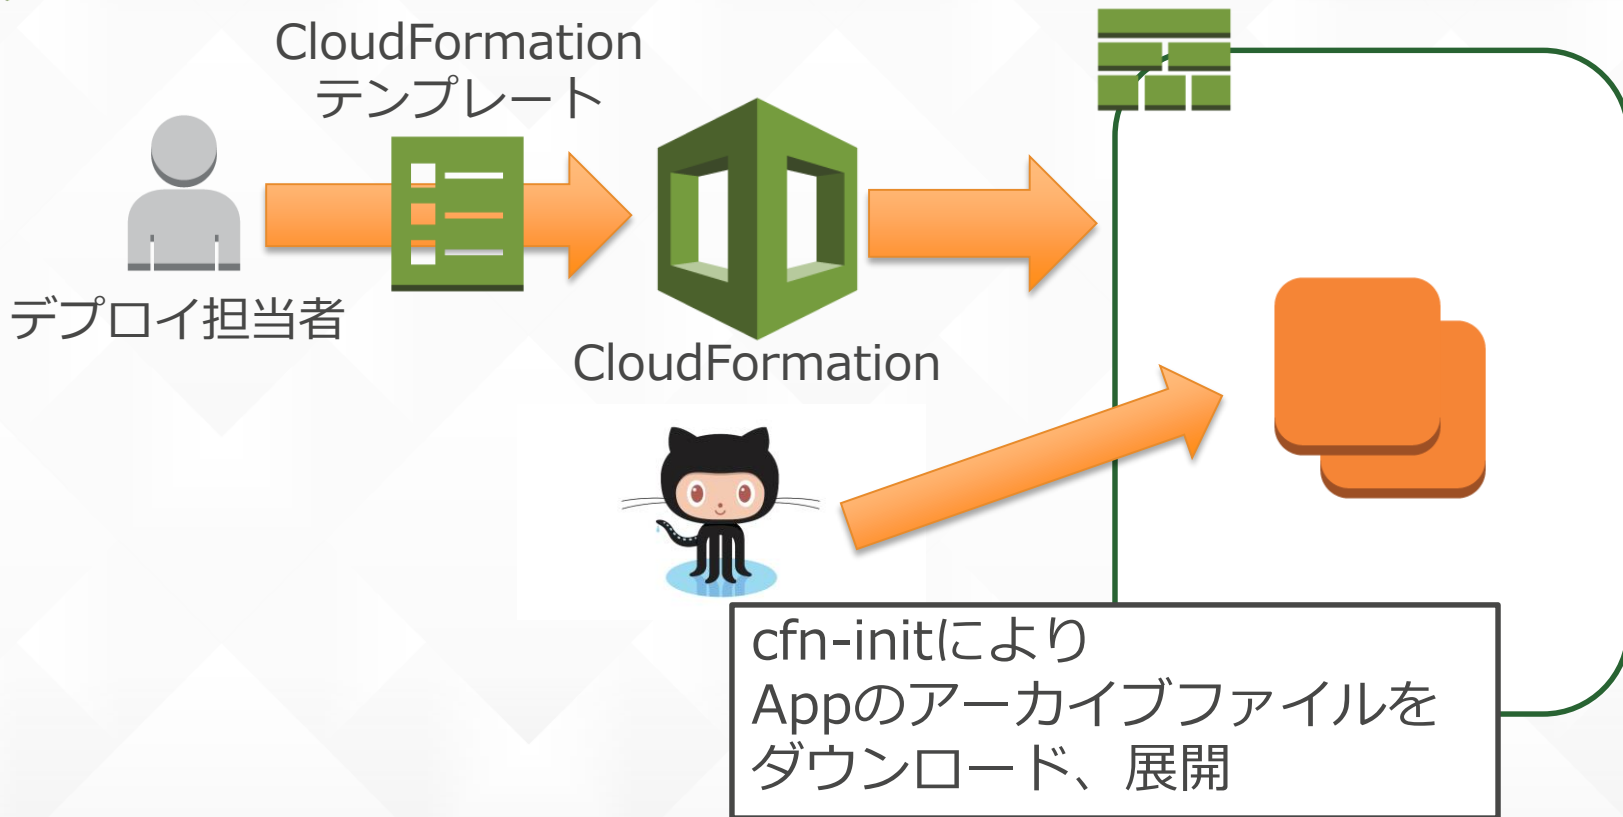 CloudFormation
テンプレート
デプロイ担当者
CloudFormation
cfn-initにより
Appのアーカイブファイルを
ダウンロード、展開